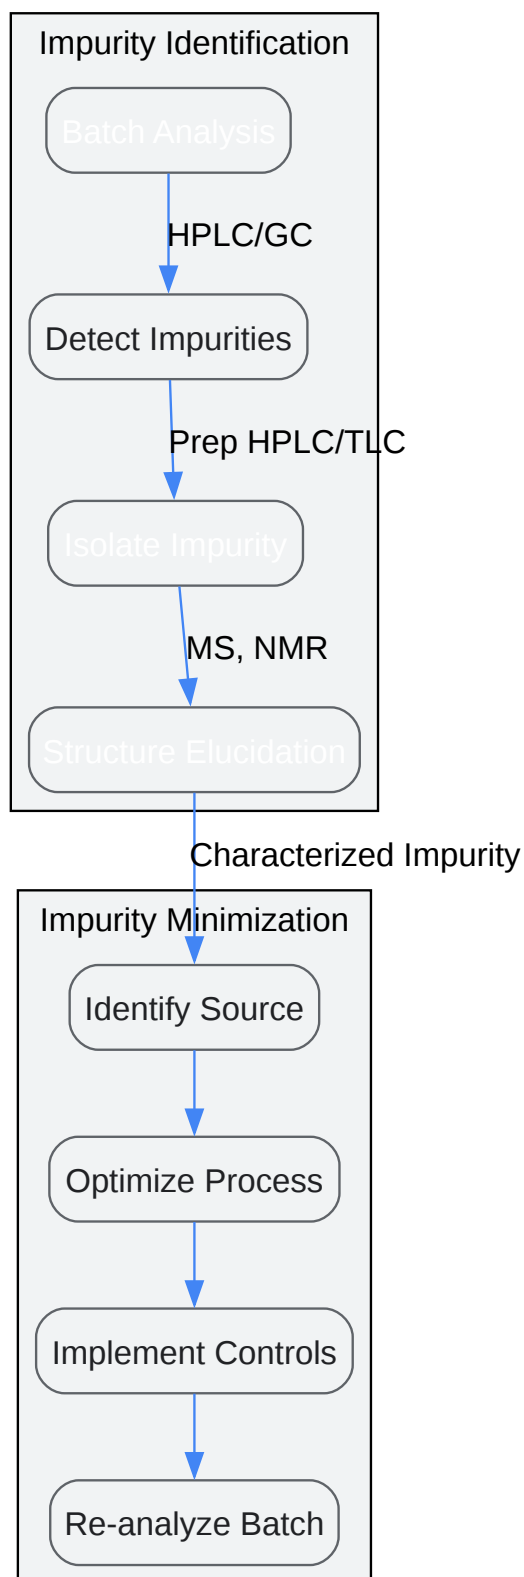 Impurity Identification
Batch Analysis
HPLC/GC
Detect Impurities
Prep HPLC/TLC
Isolate Impurity
MS, NMR
Structure Elucidation
Characterized Impurity
Impurity Minimization
Identify Source
Optimize Process
Implement Controls
Re-analyze Batch